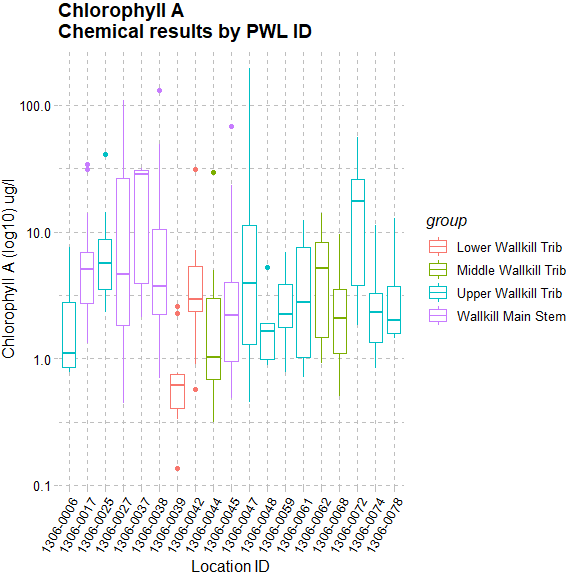 Chlorophyll A
Chemical results by PWL ID
Chlorophyll A (log10) ug/l
100.0
10.0
1.0
0.1
1306-0006
1306-0017
1306-0025
1306-0027
1306-0037
1306-0038
1306-0039
1306-0042
1306-0044
1306-0045
1306-0047
1306-0048
1306-0059
1306-0061
1306-0062
1306-0068
1306-0072
1306-0074
1306-0078
Location ID
group
Lower Wallkill Trib
Middle Wallkill Trib
Upper Wallkill Trib
Wallkill Main Stem